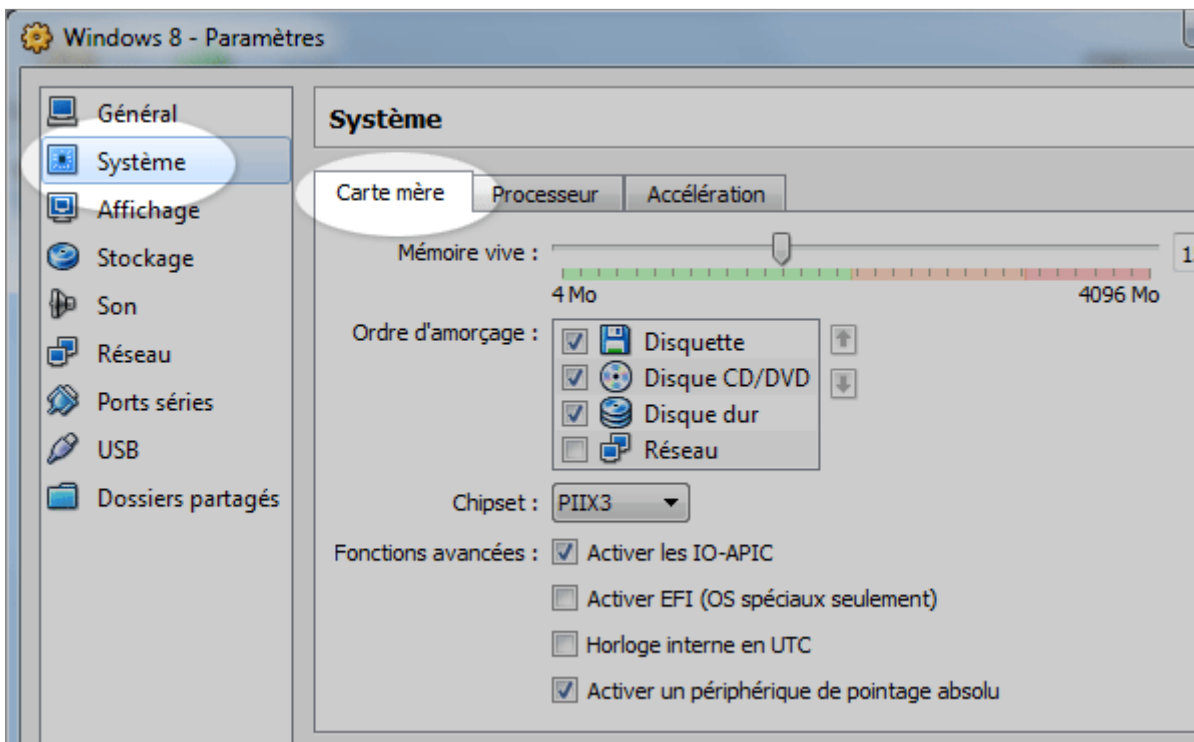 Windows 8 - Paramètres
Général
Système
Affichage
Stockage
Son
Réseau
Ports séries
USB
Dossiers partagés
Système
Carte mère Processeur Accélération
Mémoire vive :
4 Mo 4096 Mo
Ordre d'amorçage :
Disquette
Disque CD/DVD
Disque dur
Réseau
Chipset : PIIX3
Fonctions avancées : Activer les IO-APIC
Activer EFI (OS spéciaux seulement)
Horloge interne en UTC
Activer un périphérique de pointage absolu